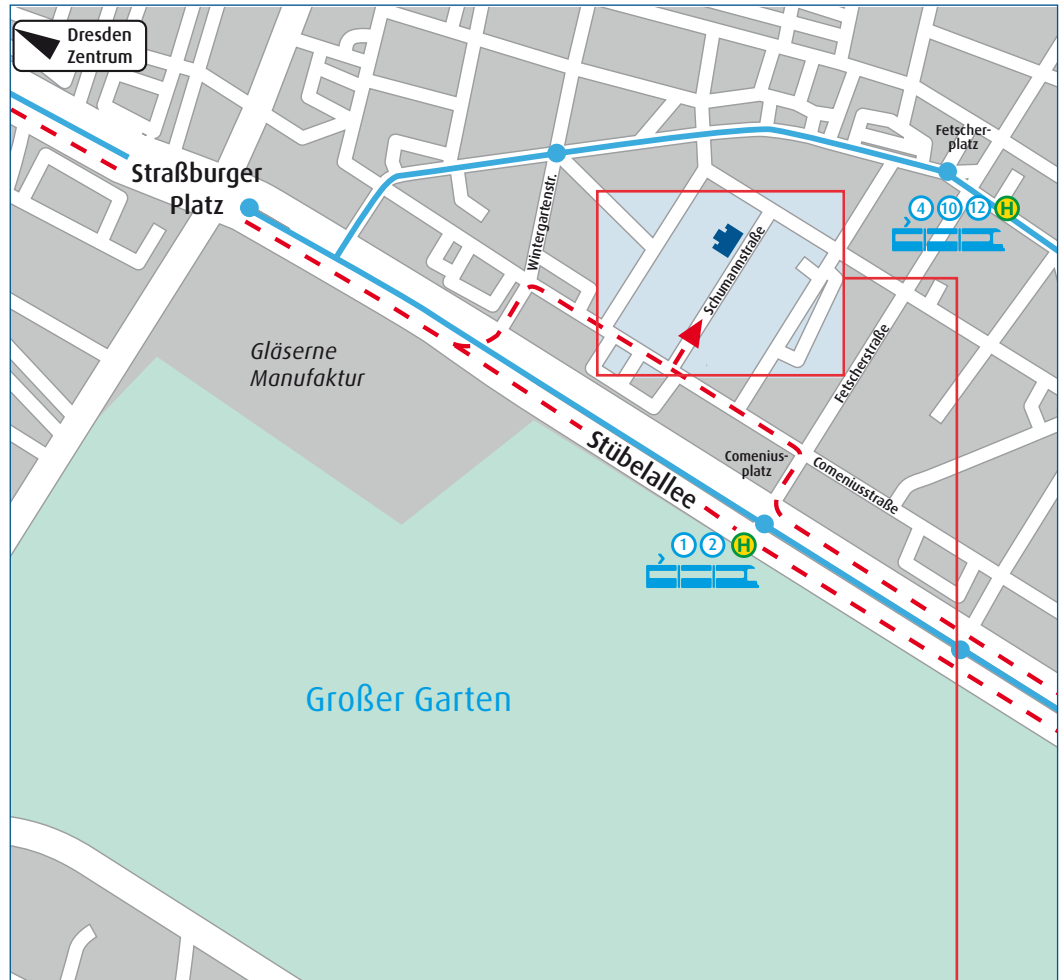 Dresden
Zentrum
Fetscher-
platz
Straßburger
Platz
4 10 12 H
Wintergartenstr.
Schumannstraße
Gläserne
Manufaktur
Fetscherstraße
Stübelallee
Comenius-
platz
Comeniusstraße
1 2 H
Großer Garten